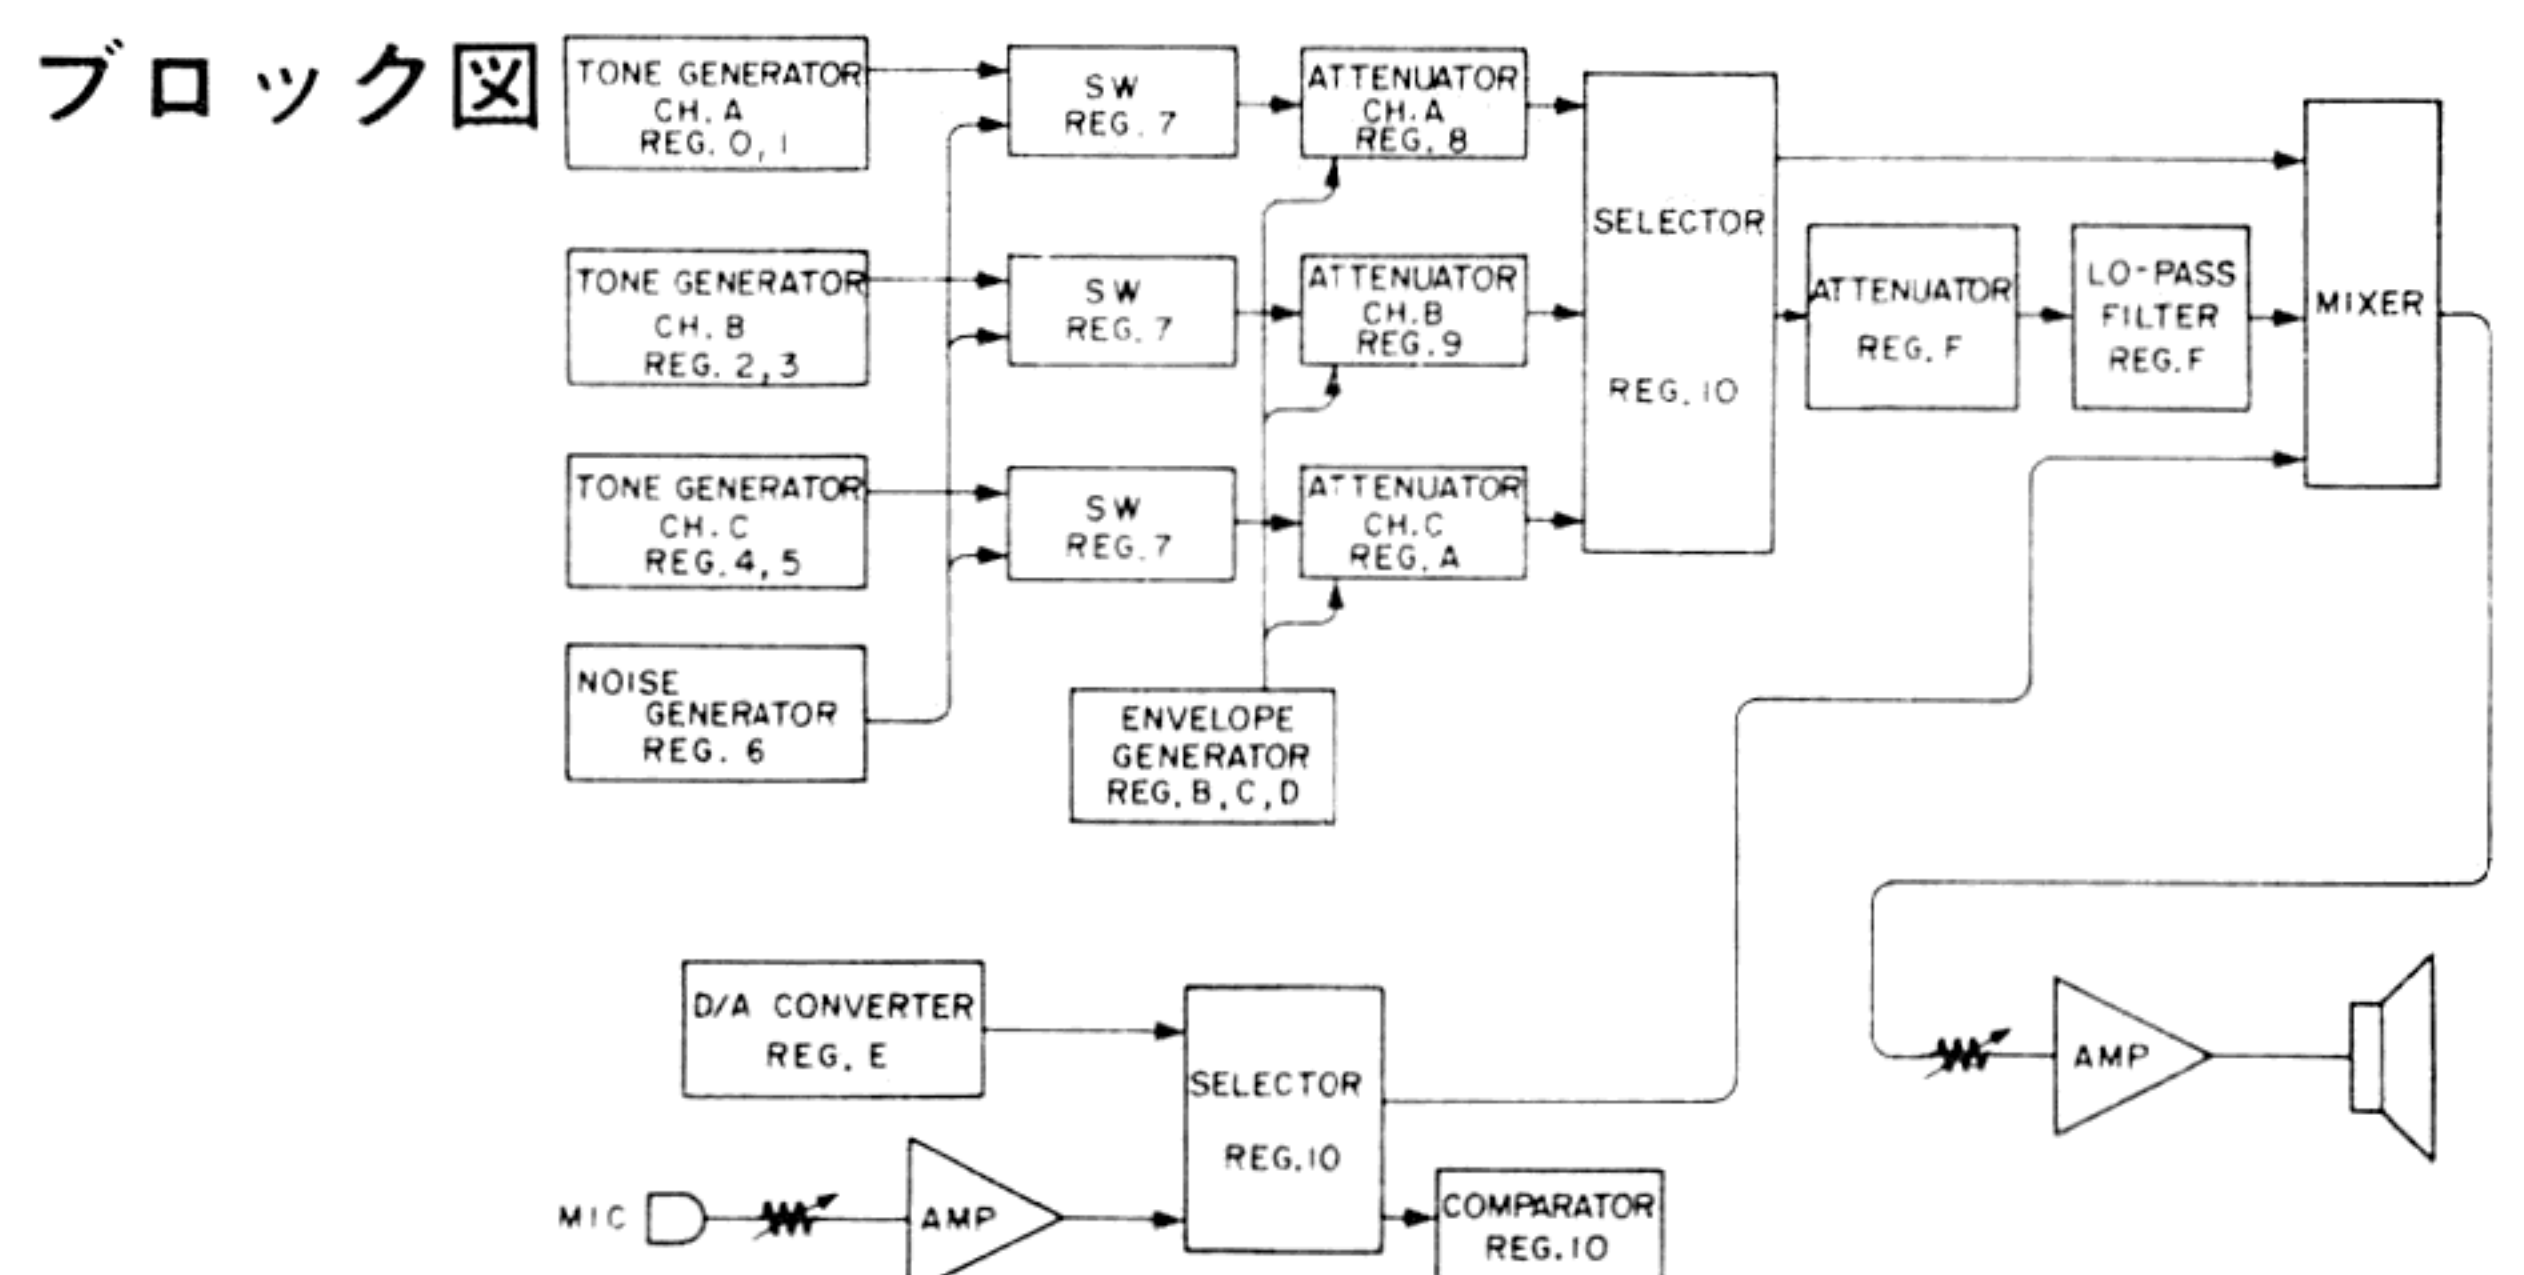 ブロック図
TONE GENERATOR
CH. A
REG. 0, 1
SW
REG. 7
ATTENUATOR
CH. A
REG. 8
TONE GENERATOR
CH. B
REG. 2, 3
SW
REG. 7
ATTENUATOR
CH. B
REG. 9
TONE GENERATOR
CH. C
REG. 4, 5
SW
REG. 7
ATTENUATOR
CH. C
REG. A
NOISE
GENERATOR
REG. 6
ENVELOPE
GENERATOR
REG. B, C, D
SELECTOR
REG. 10
ATTENUATOR
REG. F
LO-PASS
FILTER
REG. F
MIXER
D/A CONVERTER
REG. E
MIC
AMP
SELECTOR
REG. 10
COMPARATOR
REG. 10
AMP